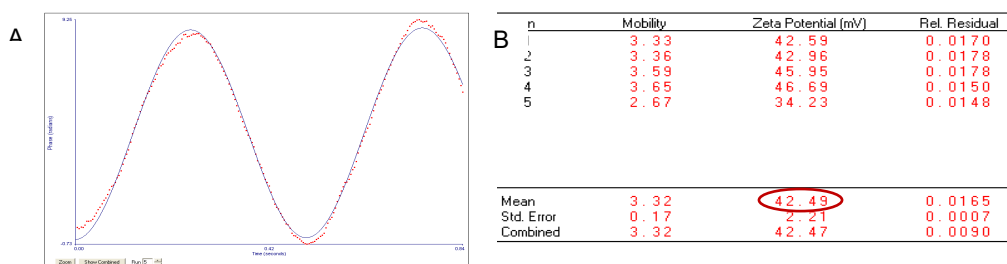 A
9.25
Phase (radians)
-0.73
0.00
0.42
0.84
Time (seconds)
Zoom Show Combined Run 5
B
n Mobility Zeta Potential (mV) Rel. Residual
1 3.33 42.59 0.0170
2 3.36 42.96 0.0178
3 3.59 45.95 0.0178
4 3.65 46.69 0.0150
5 2.67 34.23 0.0148
Mean 3.32 42.49 0.0165
Std. Error 0.17 2.21 0.0007
Combined 3.32 42.47 0.0090